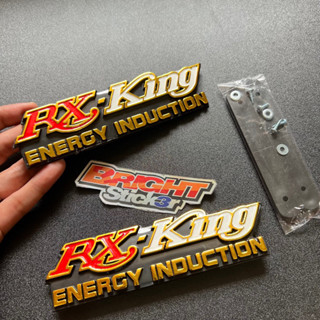 RX-King
ENERGY INDUCTION
BRIGHT
Stick3r
RX-King
ENERGY INDUCTION